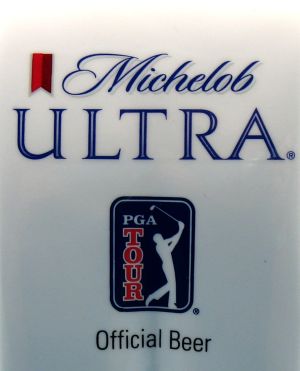 Michelob
ULTRA®
PGA
TOUR
®
Official Beer